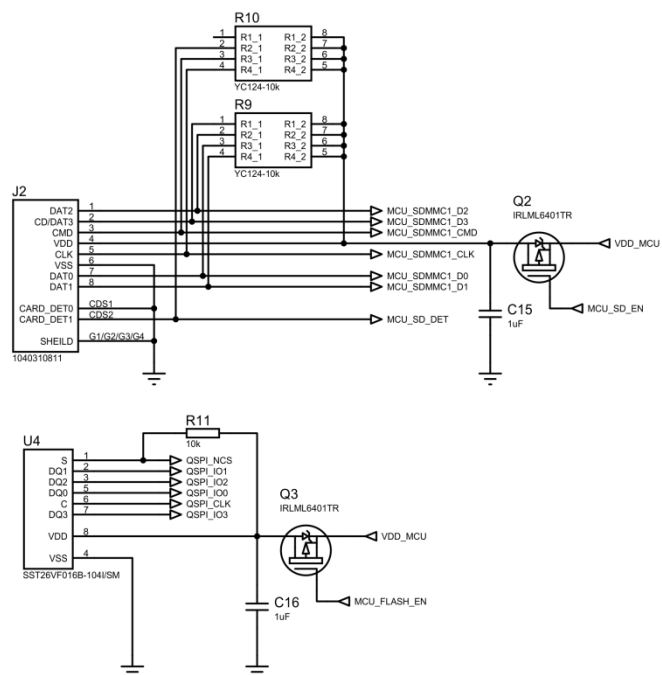 R10
1 R1_1 R1_2 8
2 R2_1 R2_2 7
3 R3_1 R3_2 6
4 R4_1 R4_2 5
YC124-10k
R9
1 R1_1 R1_2 8
2 R2_1 R2_2 7
3 R3_1 R3_2 6
4 R4_1 R4_2 5
YC124-10k
J2
DAT2 1 MCU_SDMMC1_D2
CD/DAT3 2 MCU_SDMMC1_D3
CMD 3 MCU_SDMMC1_CMD
VDD 4
CLK 5 MCU_SDMMC1_CLK
VSS 6
DAT0 7 MCU_SDMMC1_D0
DAT1 8 MCU_SDMMC1_D1
CARD_DET0 CDS1
CARD_DET1 CDS2 MCU_SD_DET
SHEILD G1/G2/G3/G4
1040310811
Q2
IRLML6401TR
VDD_MCU
MCU_SD_EN
C15
1uF
U4
R11
10k
S 1 QSPI_NCS
DQ1 2 QSPI_IO1
DQ2 3 QSPI_IO2
DQ0 5 QSPI_IO0
C 6 QSPI_CLK
DQ3 7 QSPI_IO3
VDD 8
VSS 4
SST26VF016B-104I/SM
Q3
IRLML6401TR
VDD_MCU
MCU_FLASH_EN
C16
1uF